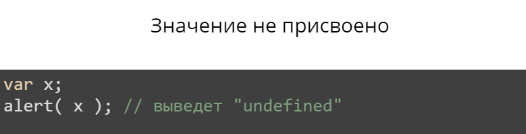 Значение не присвоено
var x;
alert( x ); // выведет "undefined"